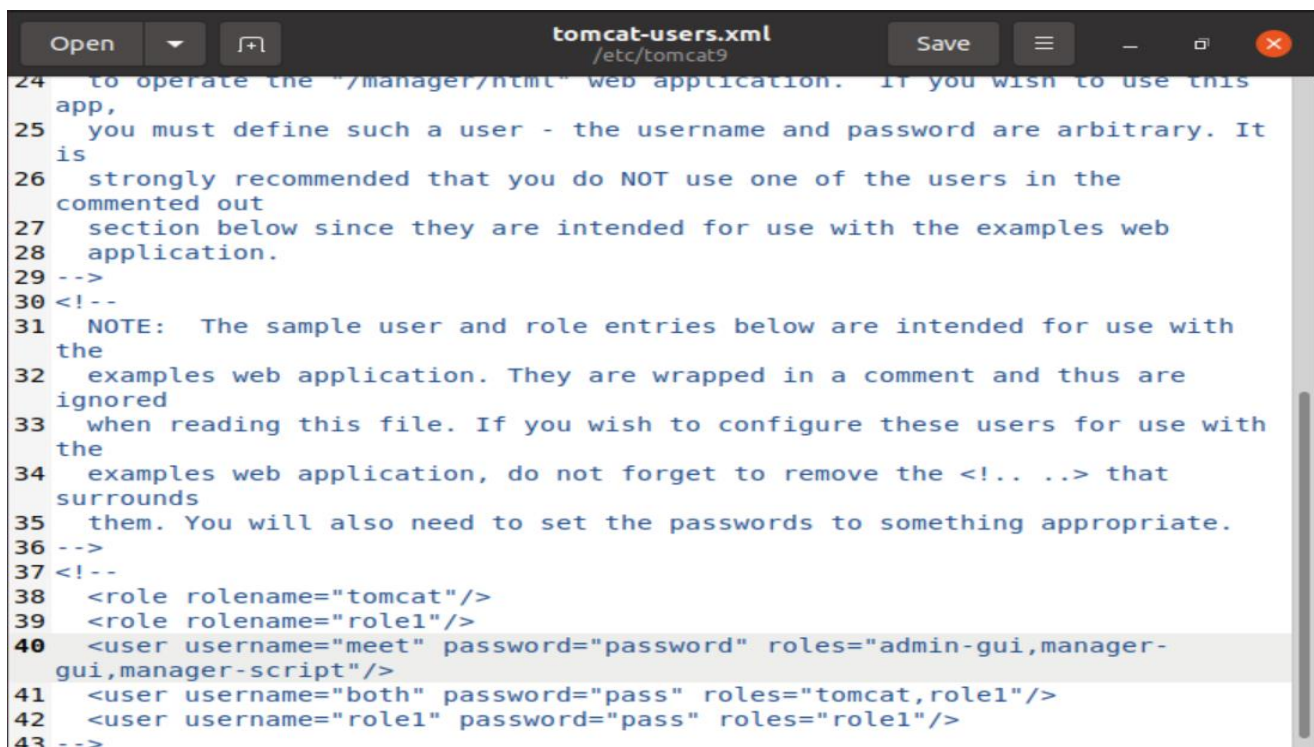 Open
tomcat-users.xml
/etc/tomcat9
Save
24 to operate the "/manager/html" web application. If you wish to use this
app,
25 you must define such a user - the username and password are arbitrary. It
is
26 strongly recommended that you do NOT use one of the users in the
commented out
27 section below since they are intended for use with the examples web
28 application.
29 -->
30 <!--
31 NOTE: The sample user and role entries below are intended for use with
the
32 examples web application. They are wrapped in a comment and thus are
ignored
33 when reading this file. If you wish to configure these users for use with
the
34 examples web application, do not forget to remove the <!.. ..> that
surrounds
35 them. You will also need to set the passwords to something appropriate.
36 -->
37 <!--
38 <role rolename="tomcat"/>
39 <role rolename="role1"/>
40 <user username="meet" password="password" roles="admin-gui,manager-
gui,manager-script"/>
41 <user username="both" password="pass" roles="tomcat,role1"/>
42 <user username="role1" password="pass" roles="role1"/>
43 -->